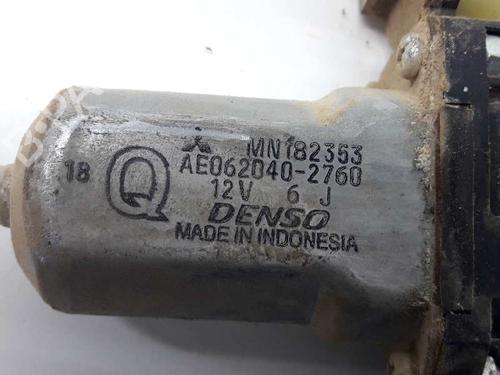 MN182353
18 Q AE062040-2760
12V 6 J
DENSO
MADE IN INDONESIA